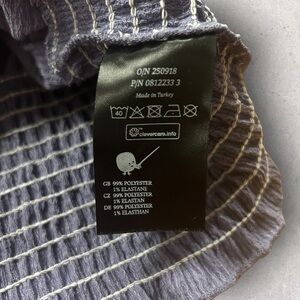 O/N 250918
P/N 0812233 3
Made in Turkey
40
clevercare.info
GB 99% POLYESTER
1% ELASTANE
CZ 99% POLYESTER
1% ELASTAN
DE 99% POLYESTER
1% ELASTHAN